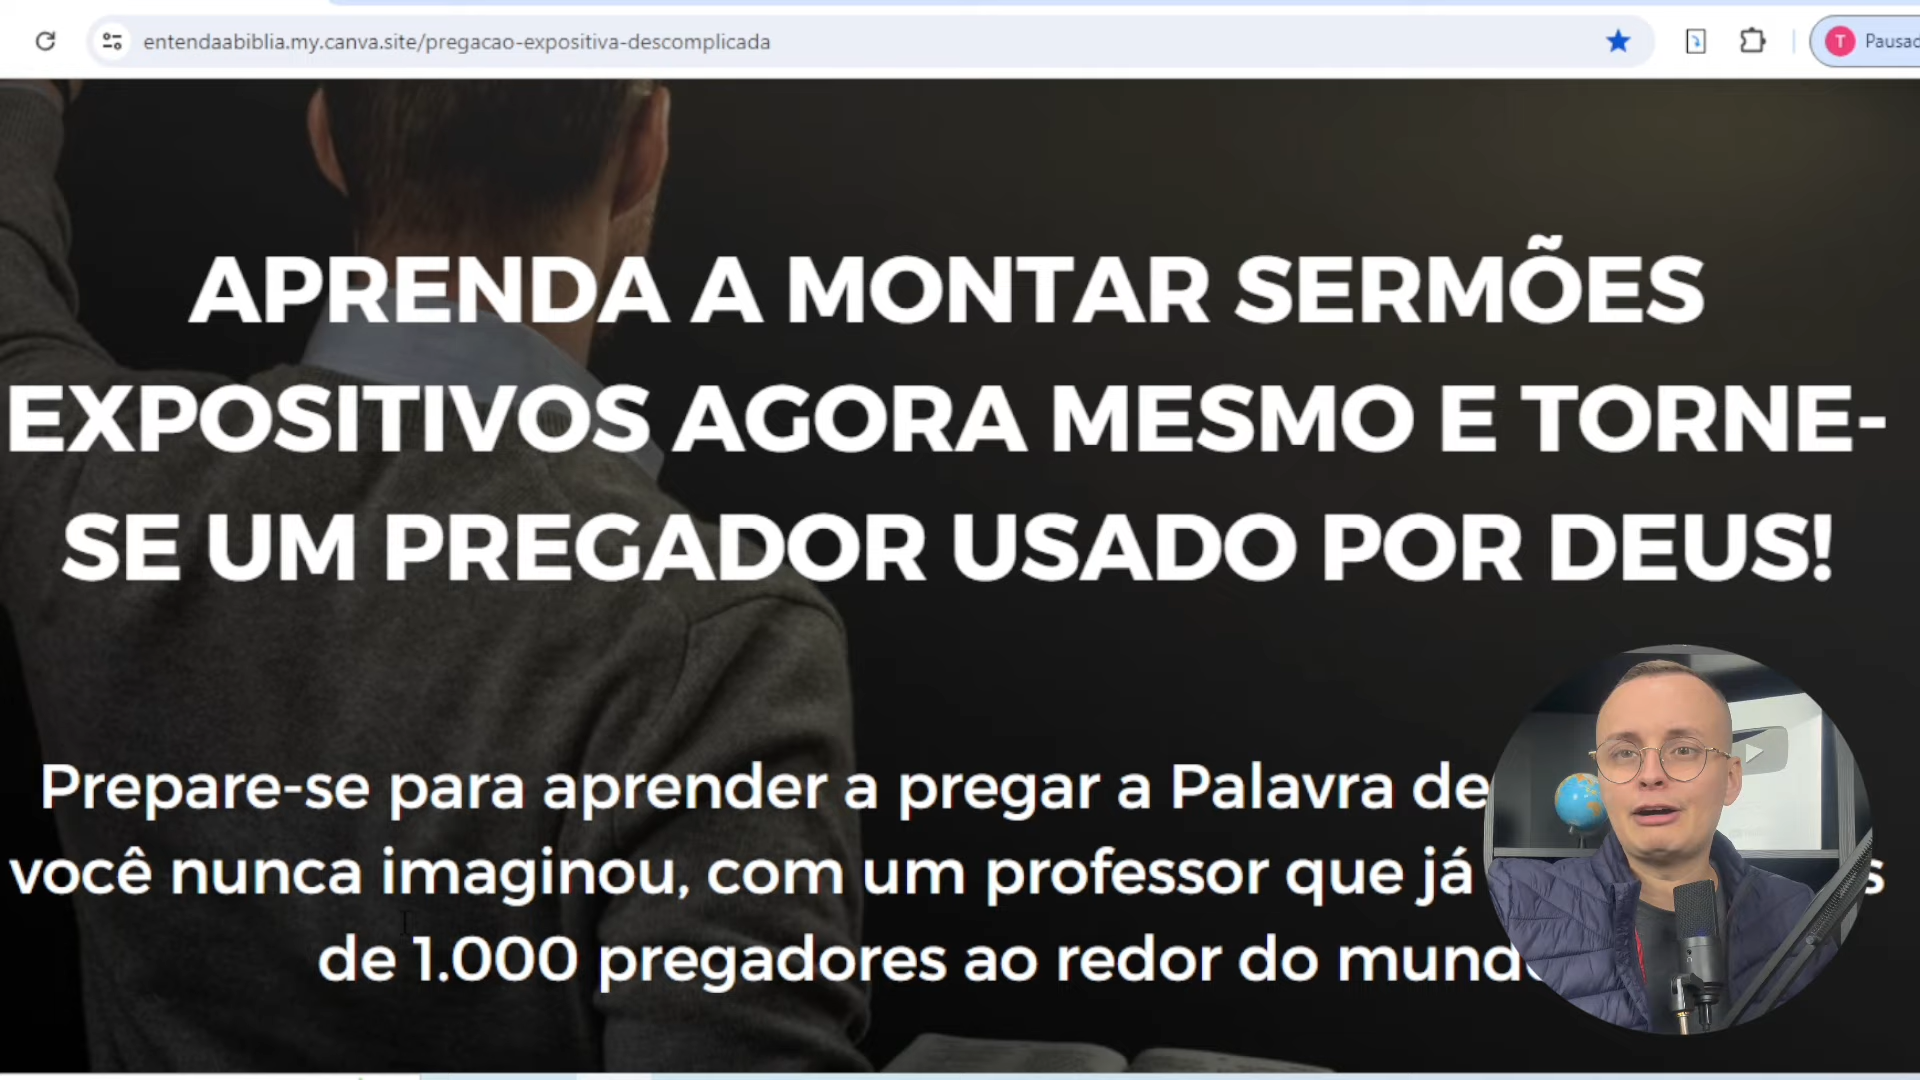 entendaabiblia.my.canva.site/pregacao-expositiva-descomplicada
T Pausad
APRENDA A MONTAR SERMÕES
EXPOSITIVOS AGORA MESMO E TORNE-
SE UM PREGADOR USADO POR DEUS!
Prepare-se para aprender a pregar a Palavra de
você nunca imaginou, com um professor que já s
de 1.000 pregadores ao redor do mund